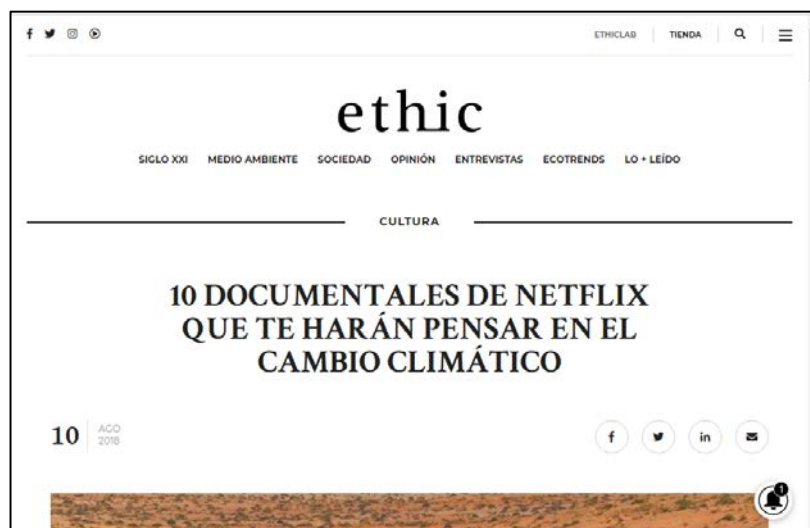 ETHICLAB TIENDA
ethic
SIGLO XXI MEDIO AMBIENTE SOCIEDAD OPINIÓN ENTREVISTAS ECOTRENDS LO + LEÍDO
CULTURA
10 DOCUMENTALES DE NETFLIX
QUE TE HARÁN PENSAR EN EL
CAMBIO CLIMÁTICO
10 AGO
2018
1